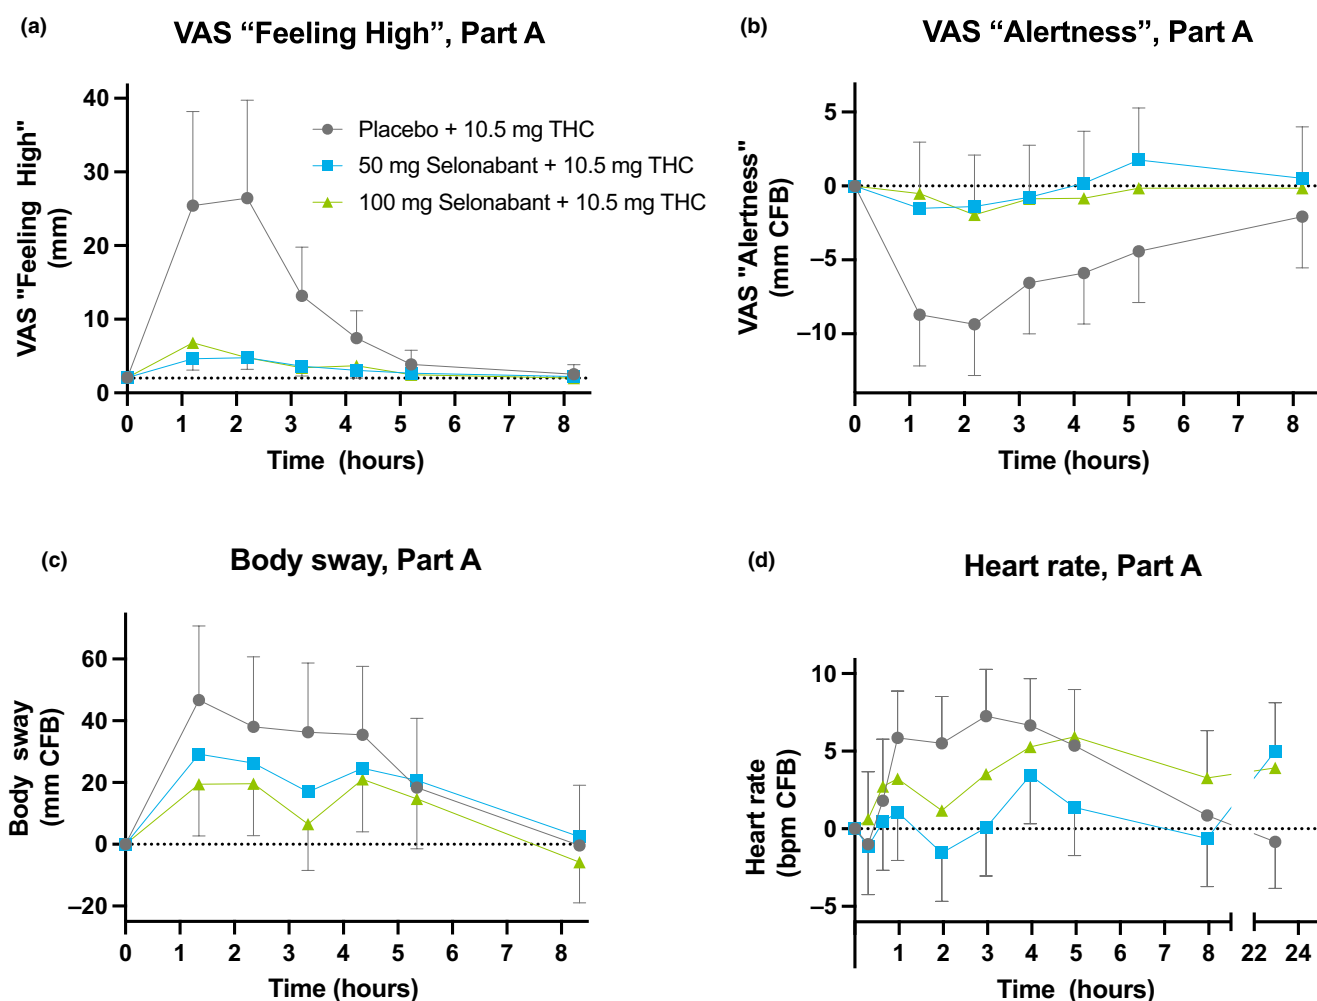 (a)
VAS “Feeling High”, Part A
VAS "Feeling High"
(mm)
40
30
20
10
0
Placebo + 10.5 mg THC
50 mg Selonabant + 10.5 mg THC
100 mg Selonabant + 10.5 mg THC
0 1 2 3 4 5 6 7 8
Time (hours)
(b)
VAS “Alertness”, Part A
VAS "Alertness"
(mm CFB)
5
0
–5
–10
0 1 2 3 4 5 6 7 8
Time (hours)
(c)
Body sway, Part A
Body sway
(mm CFB)
60
40
20
0
–20
0 1 2 3 4 5 6 7 8
Time (hours)
(d)
Heart rate, Part A
Heart rate
(bpm CFB)
10
5
0
–5
1 2 3 4 5 6 7 8 22 24
Time (hours)